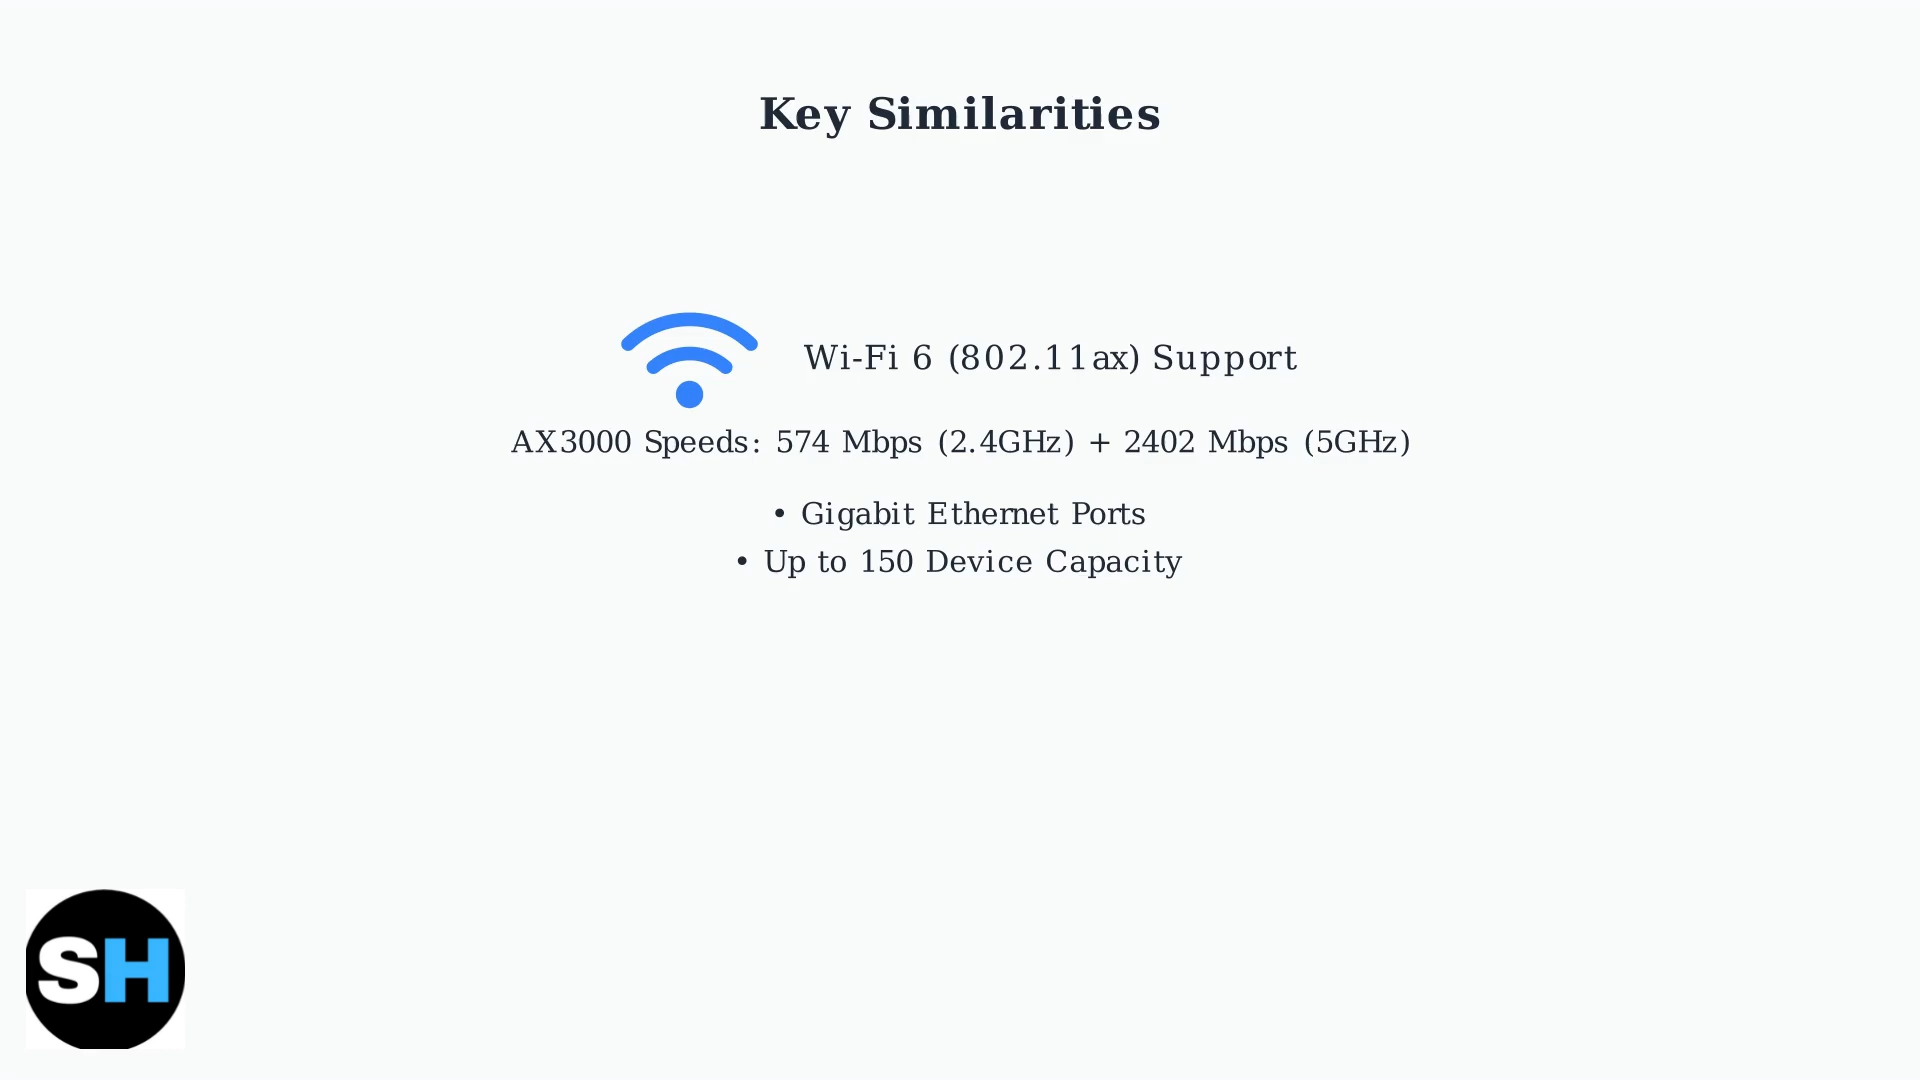 Key Similarities
Wi-Fi 6 (802.11ax) Support
AX3000 Speeds: 574 Mbps (2.4GHz) + 2402 Mbps (5GHz)
• Gigabit Ethernet Ports
• Up to 150 Device Capacity
SH